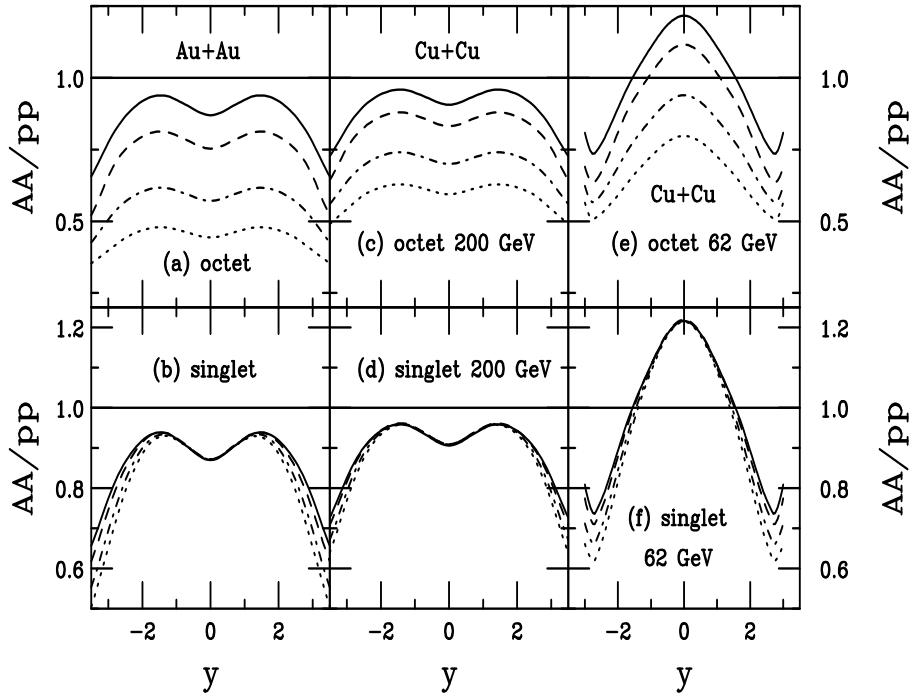 Au+Au
Cu+Cu
1.0
1.0
AA/pp
AA/pp
Cu+Cu
0.5
0.5
(a) octet
(c) octet 200 GeV
(e) octet 62 GeV
1.2
1.2
(b) singlet
(d) singlet 200 GeV
1.0
1.0
AA/pp
AA/pp
0.8
0.8
(f) singlet
62 GeV
0.6
0.6
-2 0 2 -2 0 2 -2 0 2
y y y